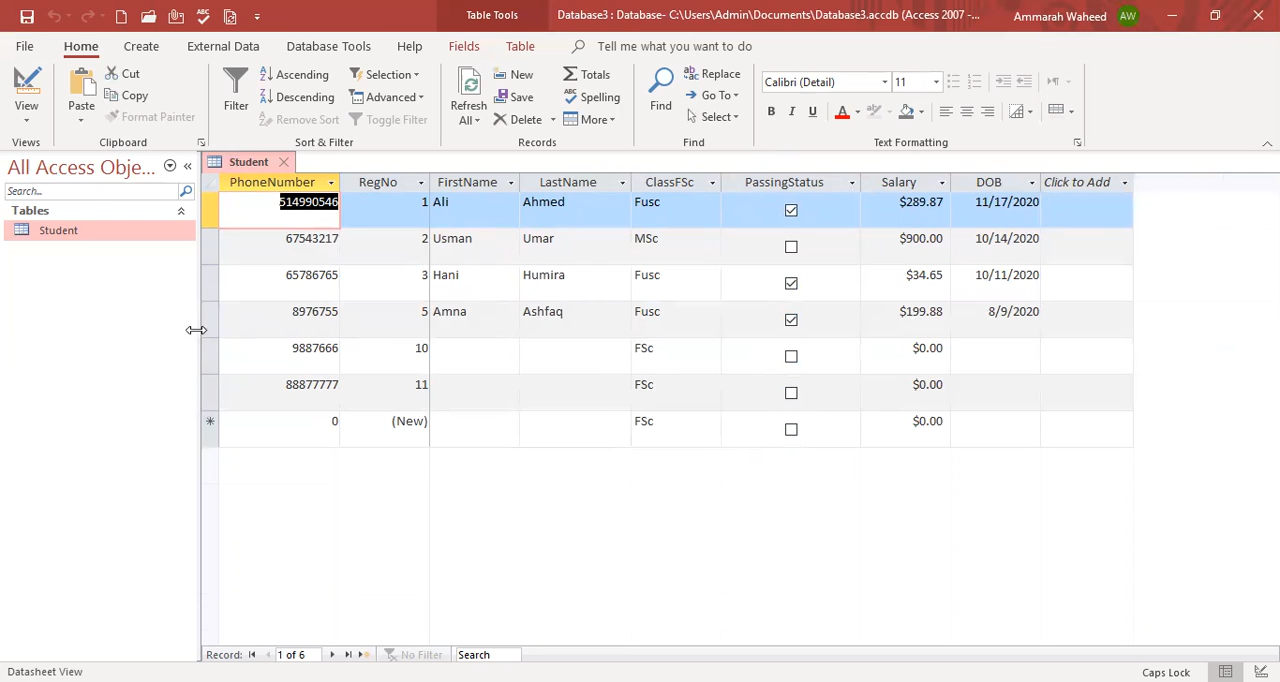 Table Tools
Database3 : Database- C:\Users\Admin\Documents\Database3.accdb (Access 2007 -...
Ammarah Waheed AW
File Home Create External Data Database Tools Help Fields Table Tell me what you want to do
View
Views
Paste
Cut
Copy
Format Painter
Clipboard
Filter
Ascending
Descending
Remove Sort
Selection
Advanced
Toggle Filter
Sort & Filter
Refresh
All
New
Save
Delete
Totals
Spelling
More
Records
Find
Replace
Go To
Select
Find
Calibri (Detail) 11
B I U A
Text Formatting
All Access Obje...
Search...
Tables
Student
Student
PhoneNumber RegNo FirstName LastName ClassFSc PassingStatus Salary DOB Click to Add
514990546 1 Ali Ahmed Fusc $289.87 11/17/2020
67543217 2 Usman Umar MSc $900.00 10/14/2020
65786765 3 Hani Humira Fusc $34.65 10/11/2020
8976755 5 Amna Ashfaq Fusc $199.88 8/9/2020
9887666 10 FSc $0.00
88877777 11 FSc $0.00
0 (New) FSc $0.00
Record: 1 of 6 No Filter Search
Datasheet View Caps Lock